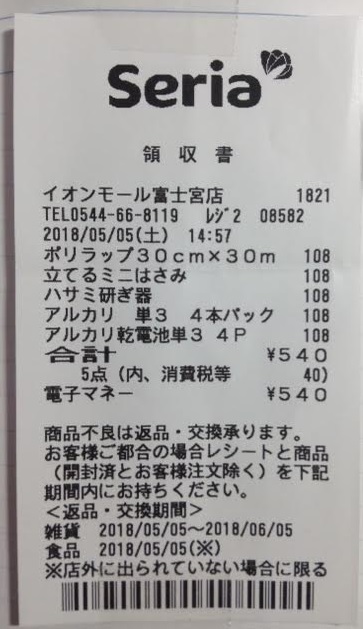 Seria
領収書
イオンモール富士宮店 1821
TEL0544-66-8119 ﾚｼﾞ2 08582
2018/05/05(土) 14:57
ポリラップ30cm×30m 108
立てるミニはさみ 108
ハサミ研ぎ器 108
アルカリ 単3 4本パック 108
アルカリ乾電池単3 4P 108
合計 ¥540
5点(内、消費税等 40)
電子マネー ¥540
商品不良は返品・交換承ります。
お客様ご都合の場合レシートと商品
(開封済とお客様注文除く)を下記
期間内にお持ちください。
<返品・交換期間>
雑貨 2018/05/05~2018/06/05
食品 2018/05/05(※)
※店外に出られていない場合に限る